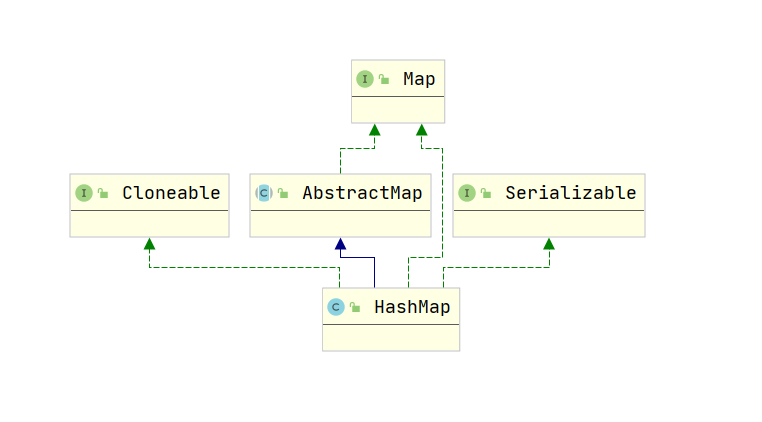 I Map
I Cloneable
C AbstractMap
I Serializable
C HashMap